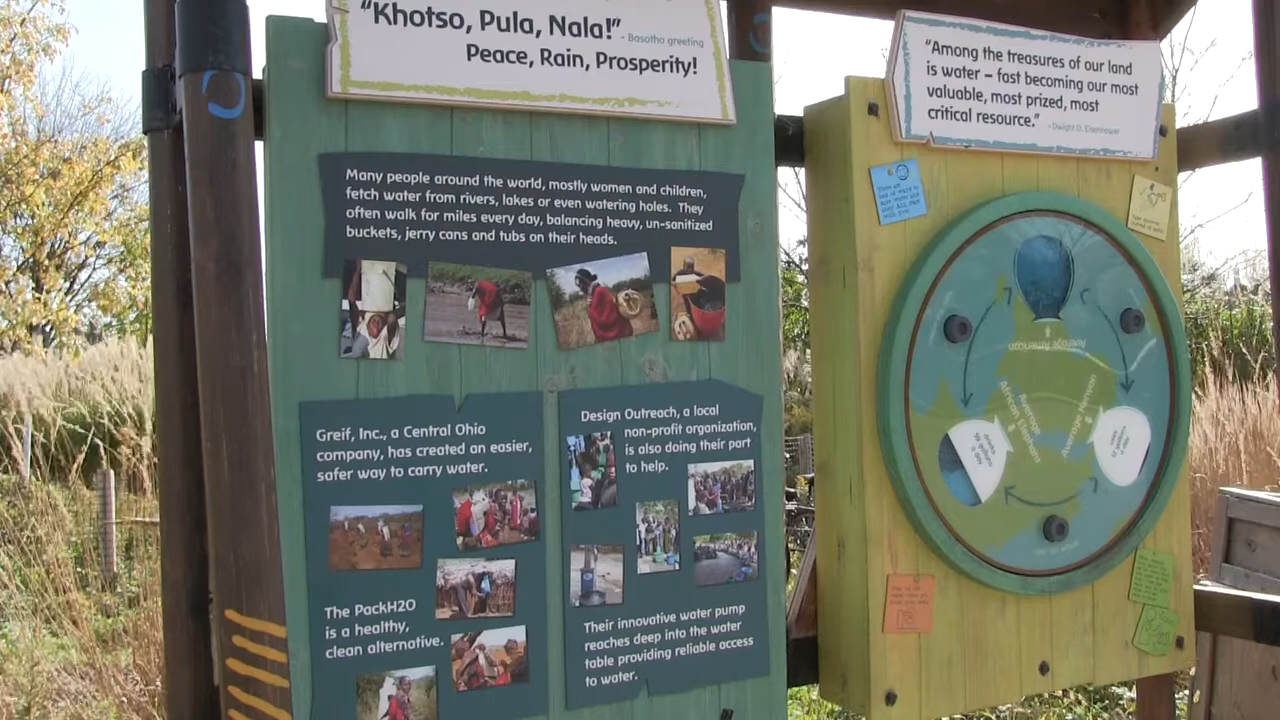 “Khotso, Pula, Nala!” - Basotho greeting
Peace, Rain, Prosperity!
Many people around the world, mostly women and children,
fetch water from rivers, lakes or even watering holes. They
often walk for miles every day, balancing heavy, un-sanitized
buckets, jerry cans and tubs on their heads.
Greif, Inc., a Central Ohio
company, has created an easier,
safer way to carry water.
The PackH2O
is a healthy,
clean alternative.
Design Outreach, a local
non-profit organization,
is also doing their part
to help.
Their innovative water pump
reaches deep into the water
table providing reliable access
to water.
“Among the treasures of our land
is water – fast becoming our most
valuable, most prized, most
critical resource.”
- Dwight D. Eisenhower
Average American
Average
African Elephant
Average Kenyan